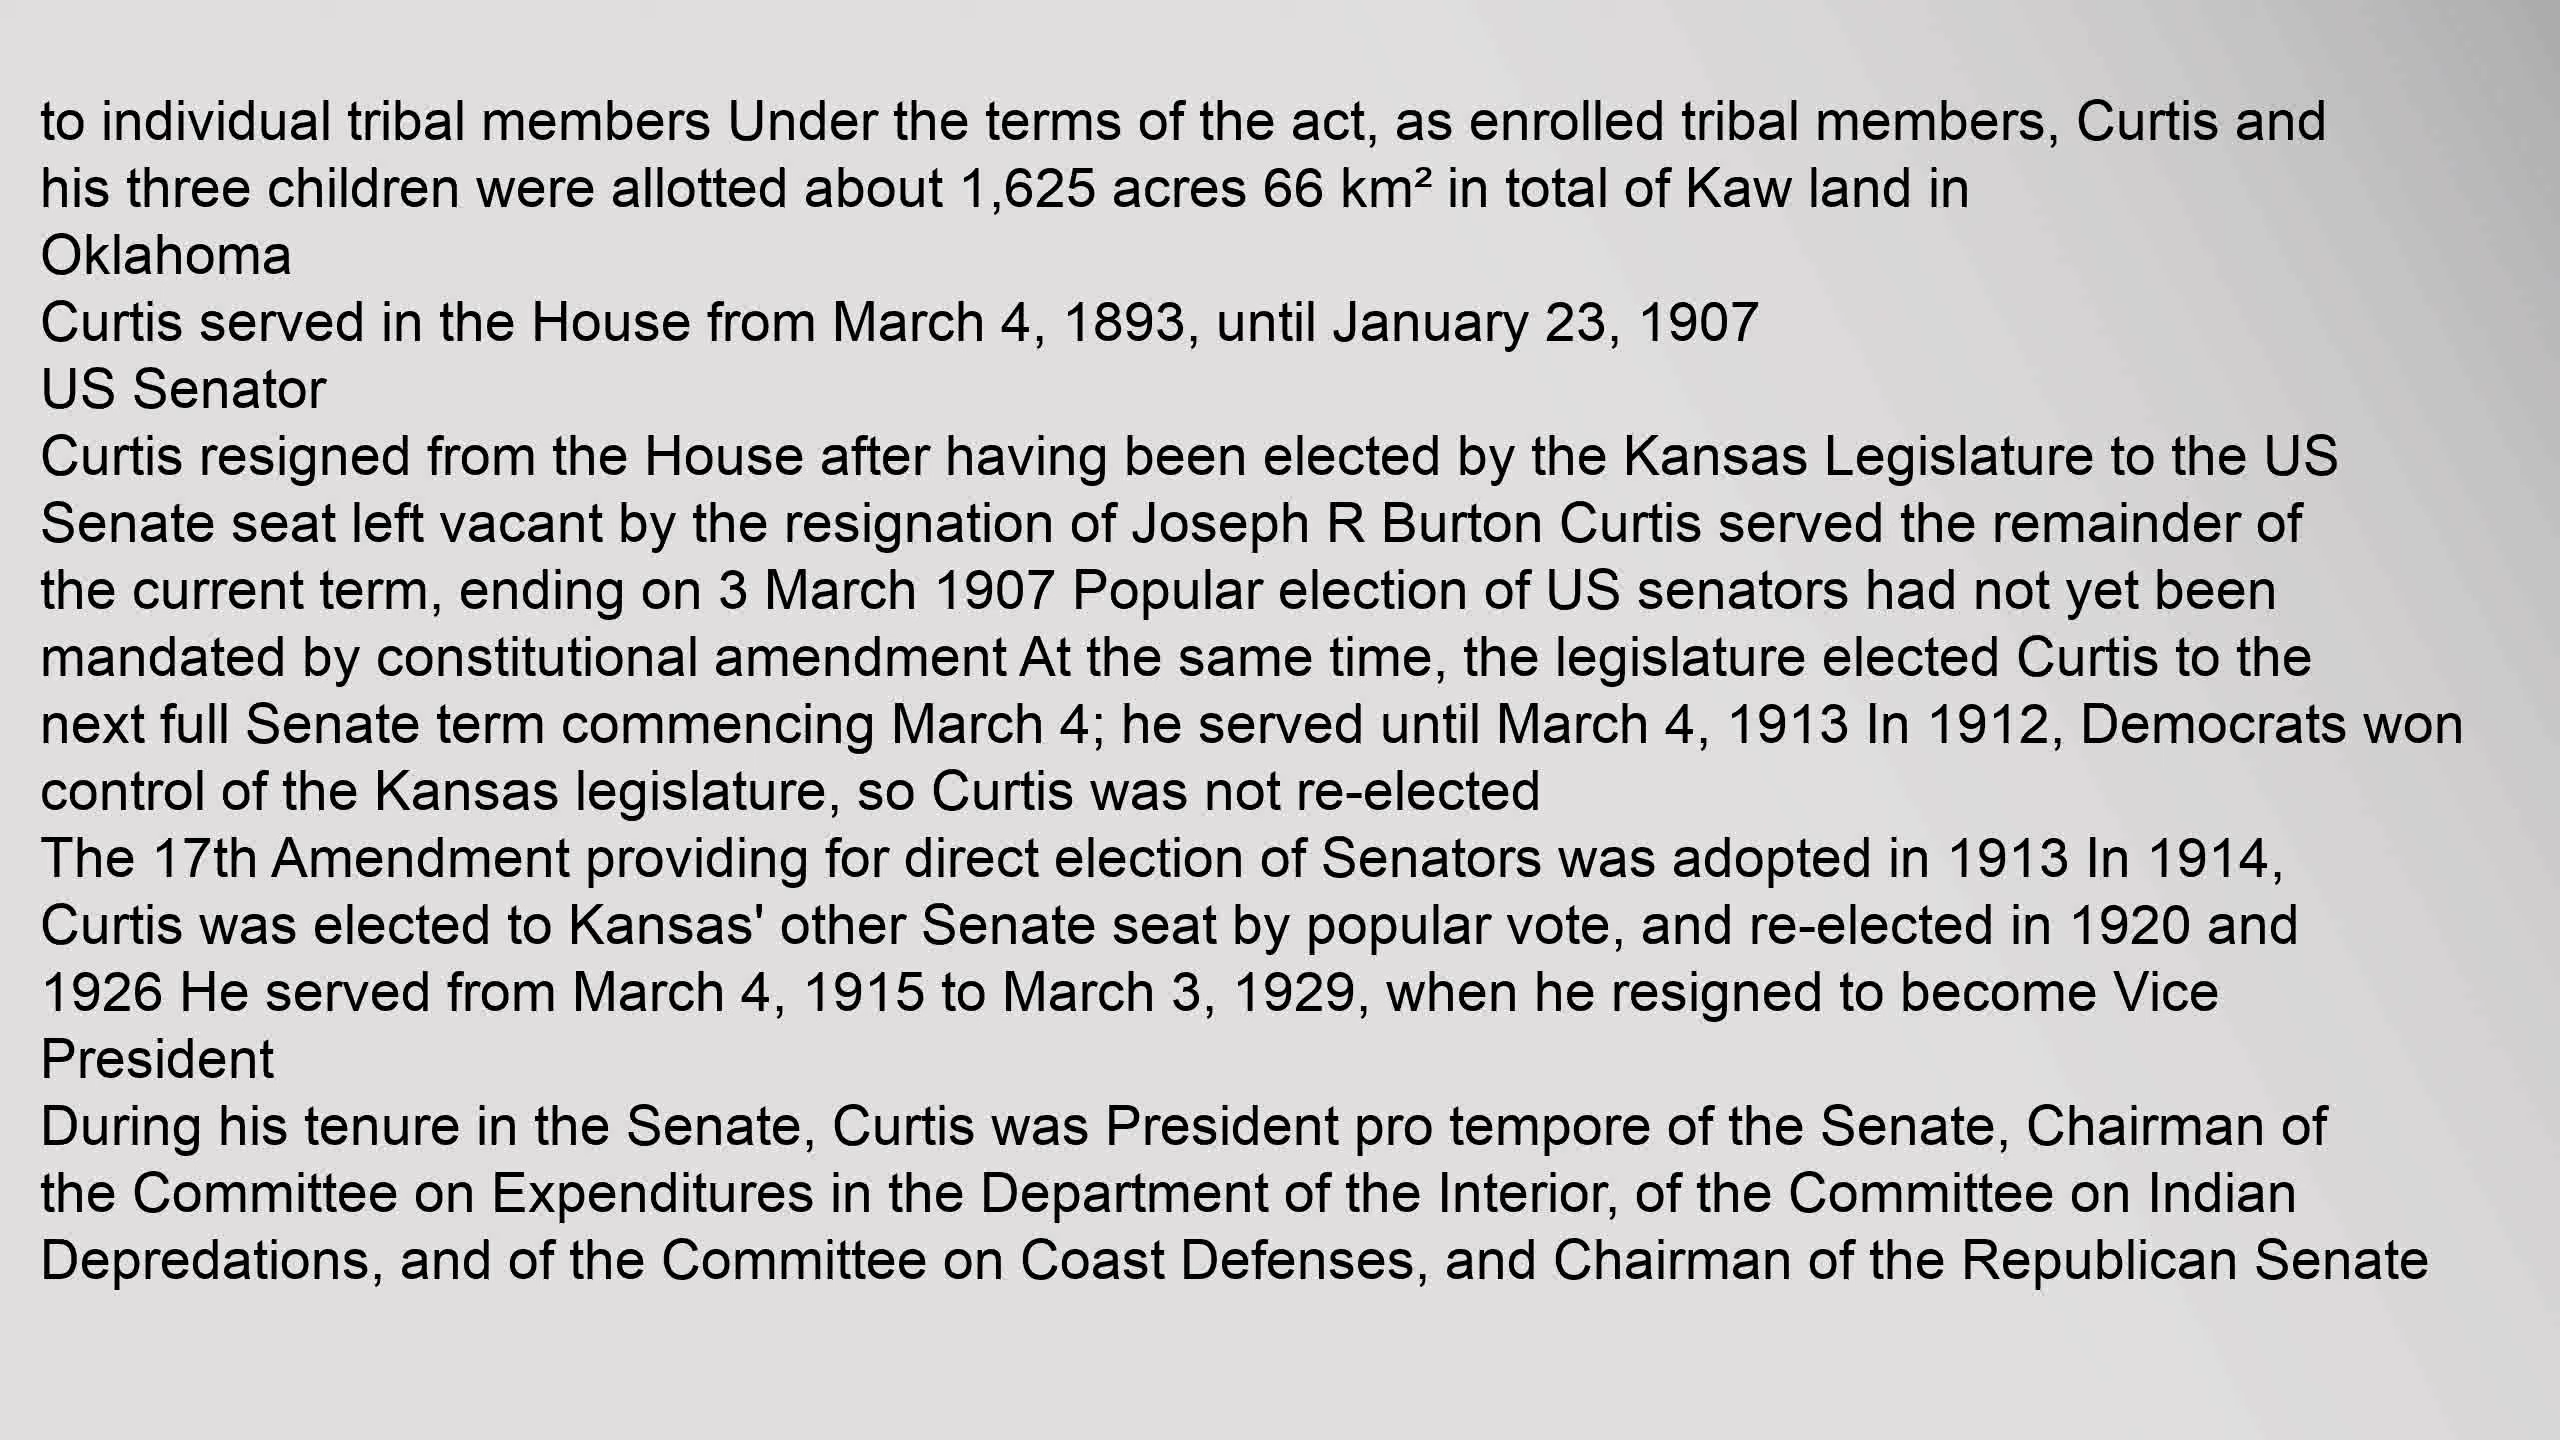 to individual tribal members Under the terms of the act, as enrolled tribal members, Curtis and
his three children were allotted about 1,625 acres 66 km² in total of Kaw land in
Oklahoma
Curtis served in the House from March 4, 1893, until January 23, 1907
US Senator
Curtis resigned from the House after having been elected by the Kansas Legislature to the US
Senate seat left vacant by the resignation of Joseph R Burton Curtis served the remainder of
the current term, ending on 3 March 1907 Popular election of US senators had not yet been
mandated by constitutional amendment At the same time, the legislature elected Curtis to the
next full Senate term commencing March 4; he served until March 4, 1913 In 1912, Democrats won
control of the Kansas legislature, so Curtis was not re-elected
The 17th Amendment providing for direct election of Senators was adopted in 1913 In 1914,
Curtis was elected to Kansas' other Senate seat by popular vote, and re-elected in 1920 and
1926 He served from March 4, 1915 to March 3, 1929, when he resigned to become Vice
President
During his tenure in the Senate, Curtis was President pro tempore of the Senate, Chairman of
the Committee on Expenditures in the Department of the Interior, of the Committee on Indian
Depredations, and of the Committee on Coast Defenses, and Chairman of the Republican Senate